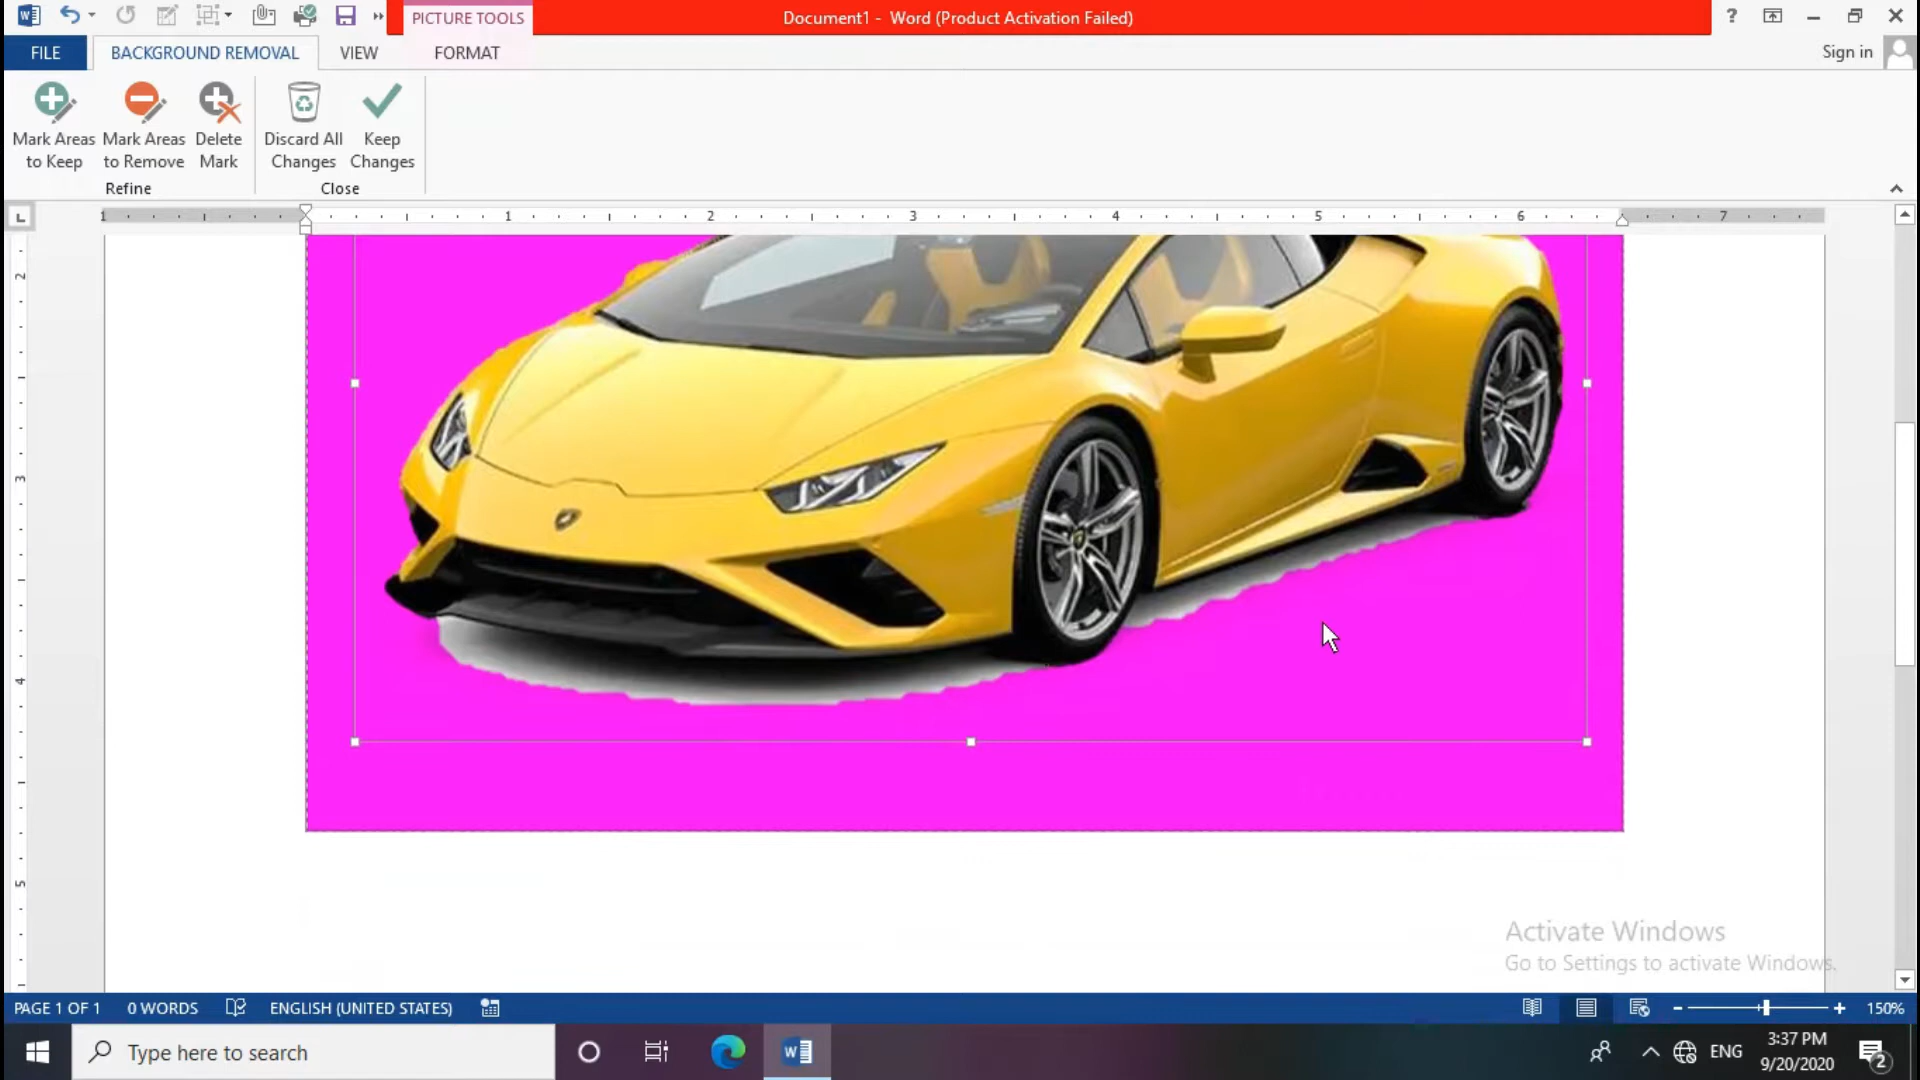 PICTURE TOOLS
Document1 - Word (Product Activation Failed)
?
FILE
BACKGROUND REMOVAL
VIEW
FORMAT
Sign in
Mark Areas to Keep
Mark Areas to Remove
Delete Mark
Discard All Changes
Keep Changes
Refine
Close
L
1 1 2 3 4 5 6 7
2
3
4
5
Activate Windows
Go to Settings to activate Windows.
PAGE 1 OF 1
0 WORDS
ENGLISH (UNITED STATES)
150%
Type here to search
ENG
3:37 PM
9/20/2020
2